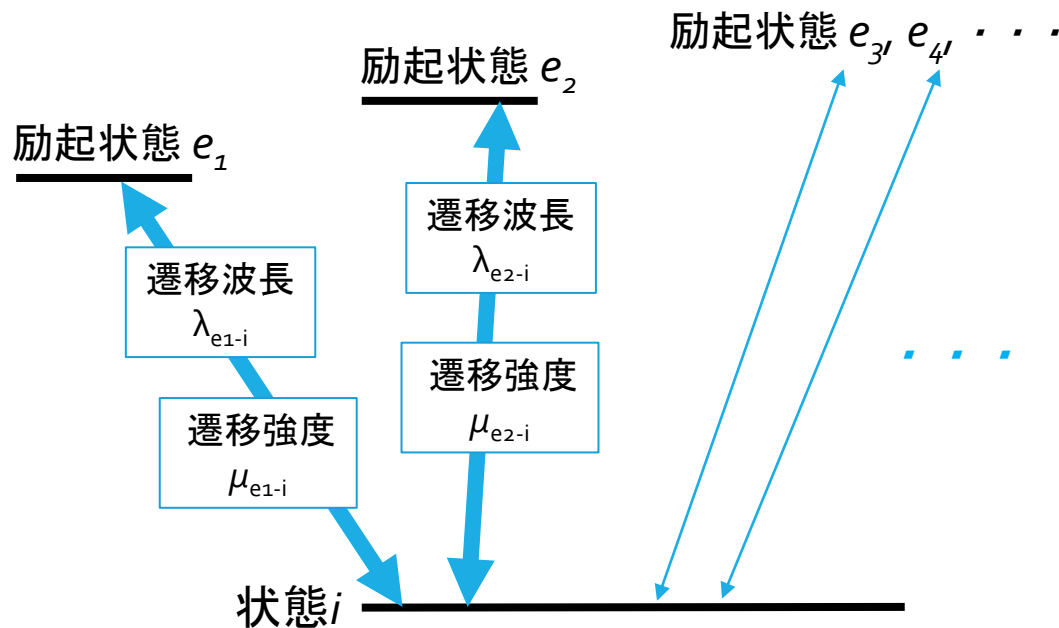 励起状態 e₃, e₄, ・・・
励起状態 e₂
励起状態 e₁
遷移波長
λe2-i
遷移波長
λe1-i
・・・
遷移強度
μe2-i
遷移強度
μe1-i
状態i